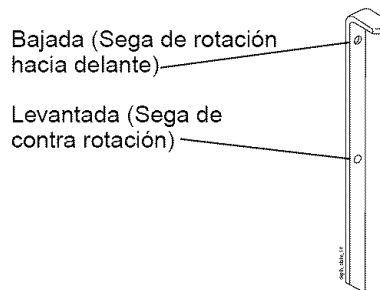 Bajada (Sega de rotación
hacia delante)
Levantada (Sega de
contra rotación)